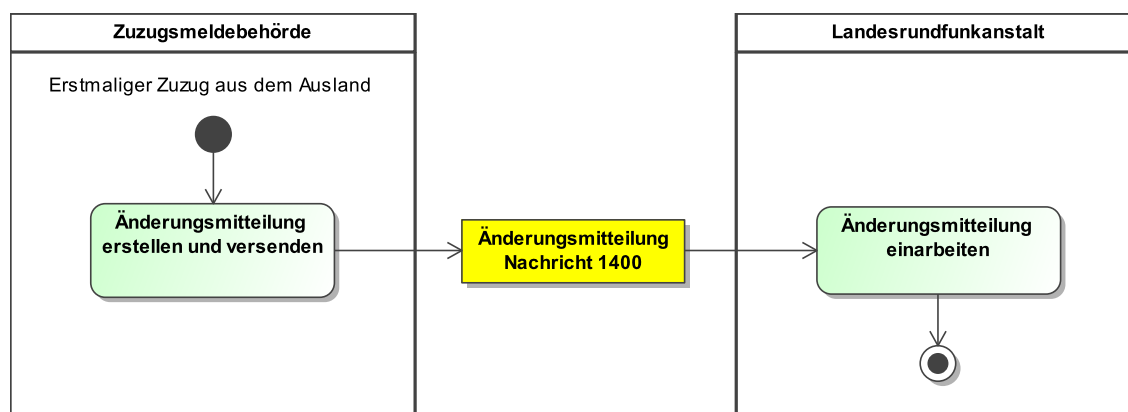 Zuzugsmeldebehörde
Landesrundfunkanstalt
Erstmaliger Zuzug aus dem Ausland
Änderungsmitteilung
erstellen und versenden
Änderungsmitteilung
Nachricht 1400
Änderungsmitteilung
einarbeiten